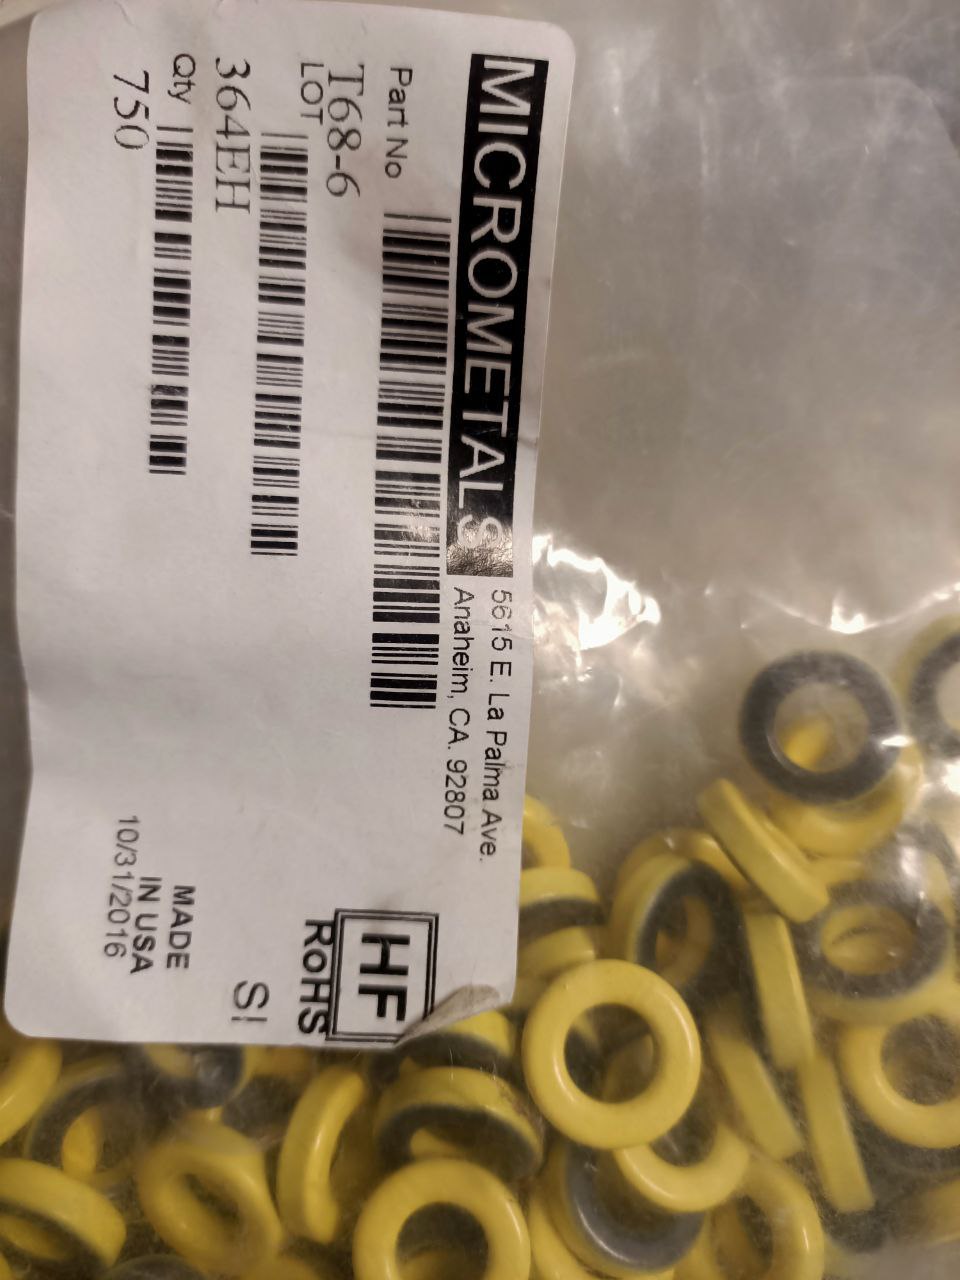 MICROMETALS
5615 E. La Palma Ave.
Anaheim, CA. 92807
Part No
T68-6
LOT
364EH
Qty
750
HF
RoHS
SI
MADE
IN USA
10/31/2016